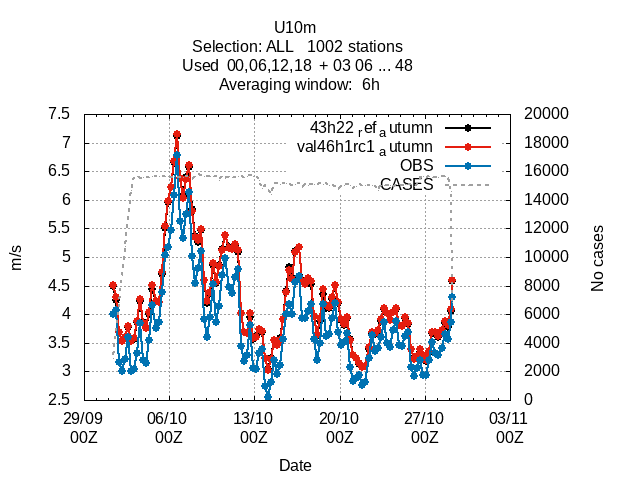 U10m
Selection: ALL 1002 stations
Used 00,06,12,18 + 03 06 ... 48
Averaging window: 6h
7.5
7
6.5
6
5.5
5
4.5
4
3.5
3
2.5
m/s
20000
18000
16000
14000
12000
10000
8000
6000
4000
2000
0
No cases
43h22_ref_autumn
val46h1rc1_autumn
OBS
CASES
29/09 06/10 13/10 20/10 27/10 03/11
00Z 00Z 00Z 00Z 00Z 00Z
Date